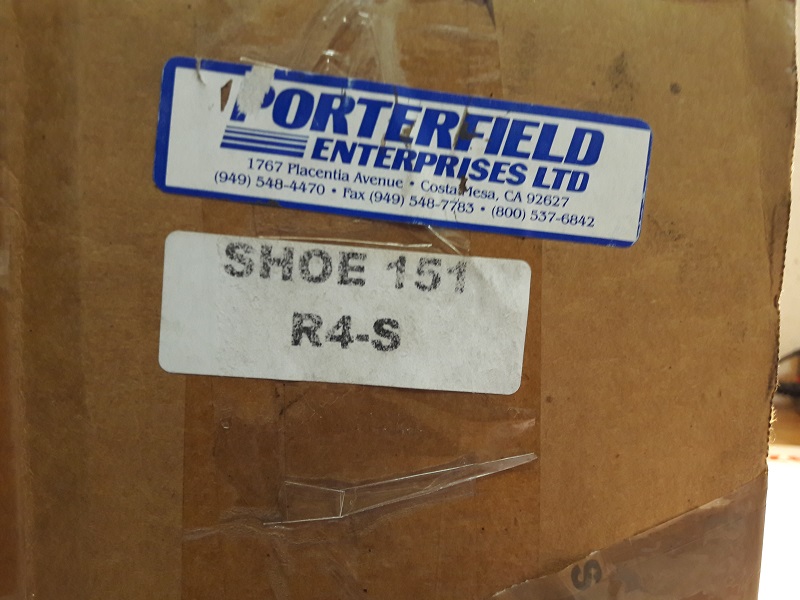 PORTERFIELD
ENTERPRISES LTD
1767 Placentia Avenue • Costa Mesa, CA 92627
(949) 548-4470 • Fax (949) 548-7783 • (800) 537-6842
SHOE 151
R4-S
S